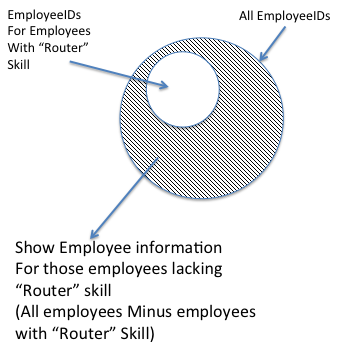 EmployeeIDs
For Employees
With “Router”
Skill
All EmployeeIDs
Show Employee information
For those employees lacking
“Router” skill
(All employees Minus employees
with “Router” Skill)